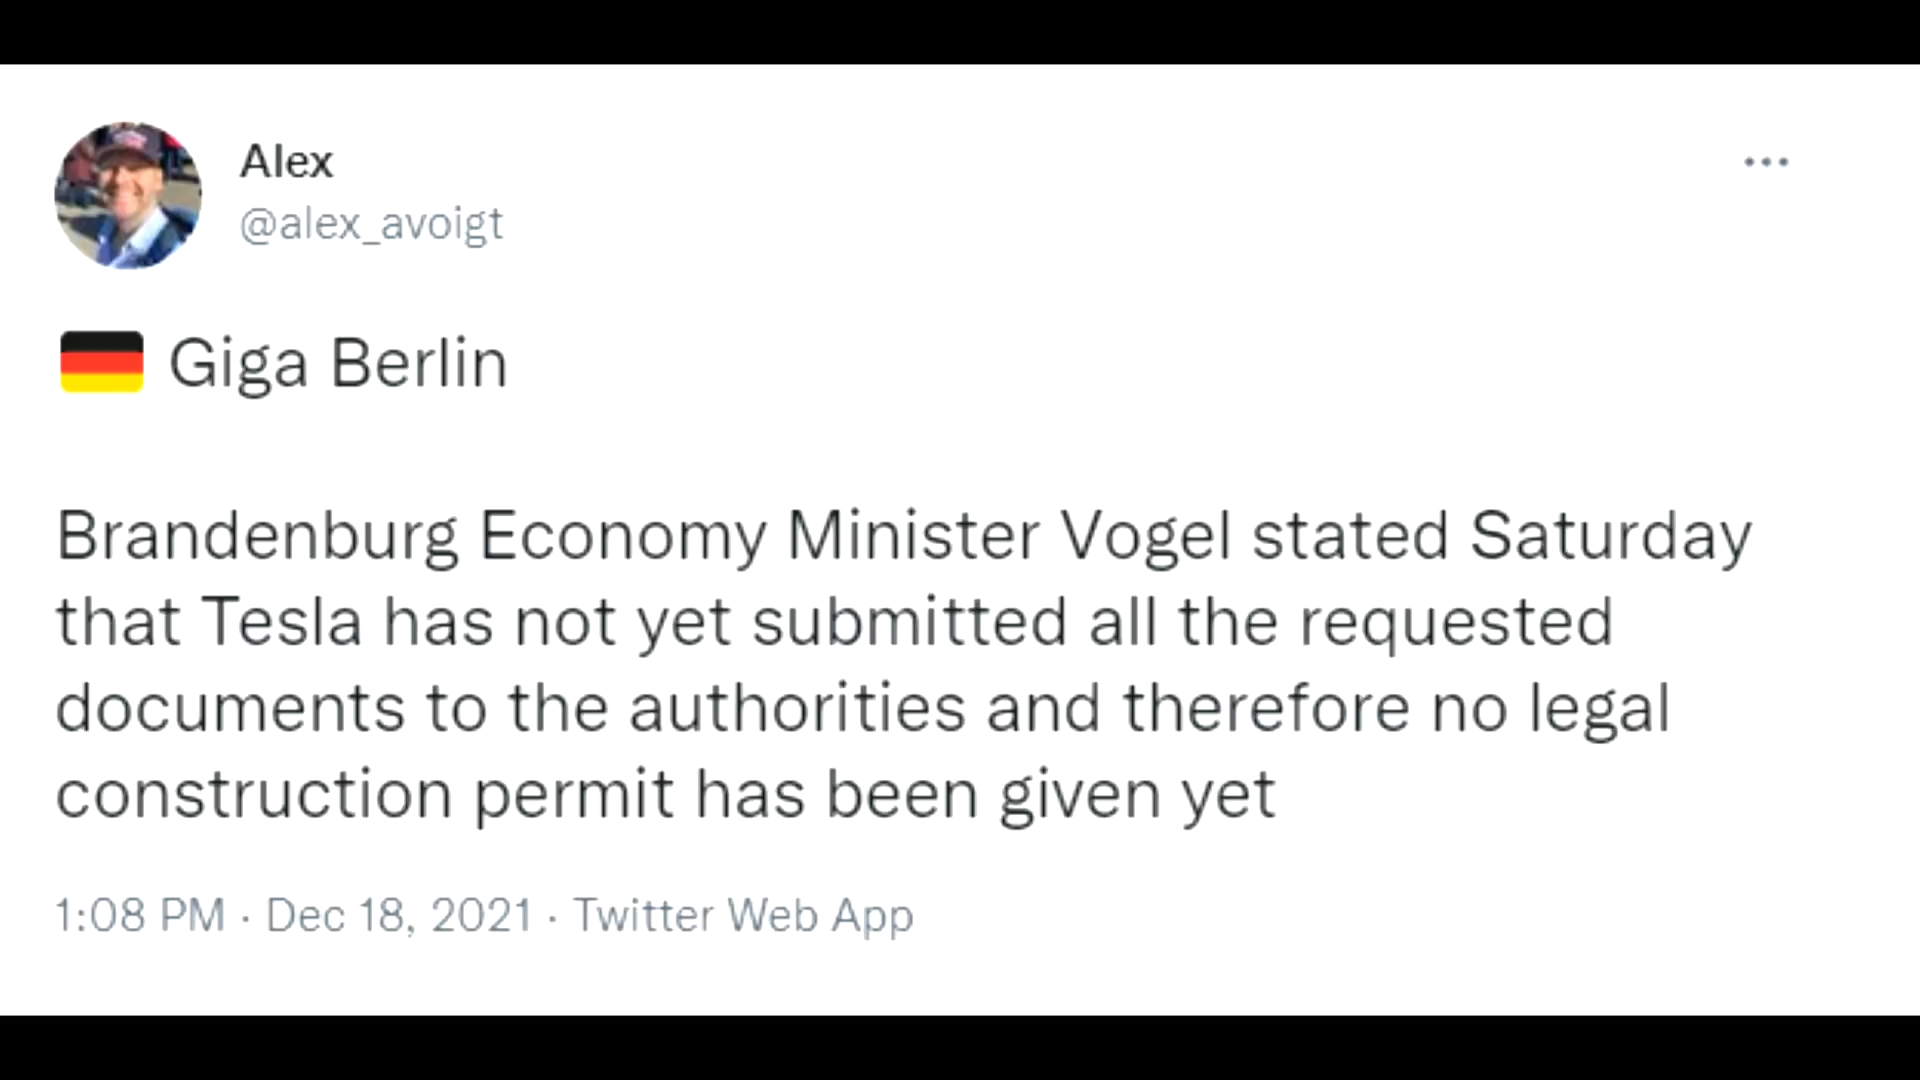 Alex
@alex_avoigt
Giga Berlin
Brandenburg Economy Minister Vogel stated Saturday
that Tesla has not yet submitted all the requested
documents to the authorities and therefore no legal
construction permit has been given yet
1:08 PM · Dec 18, 2021 · Twitter Web App